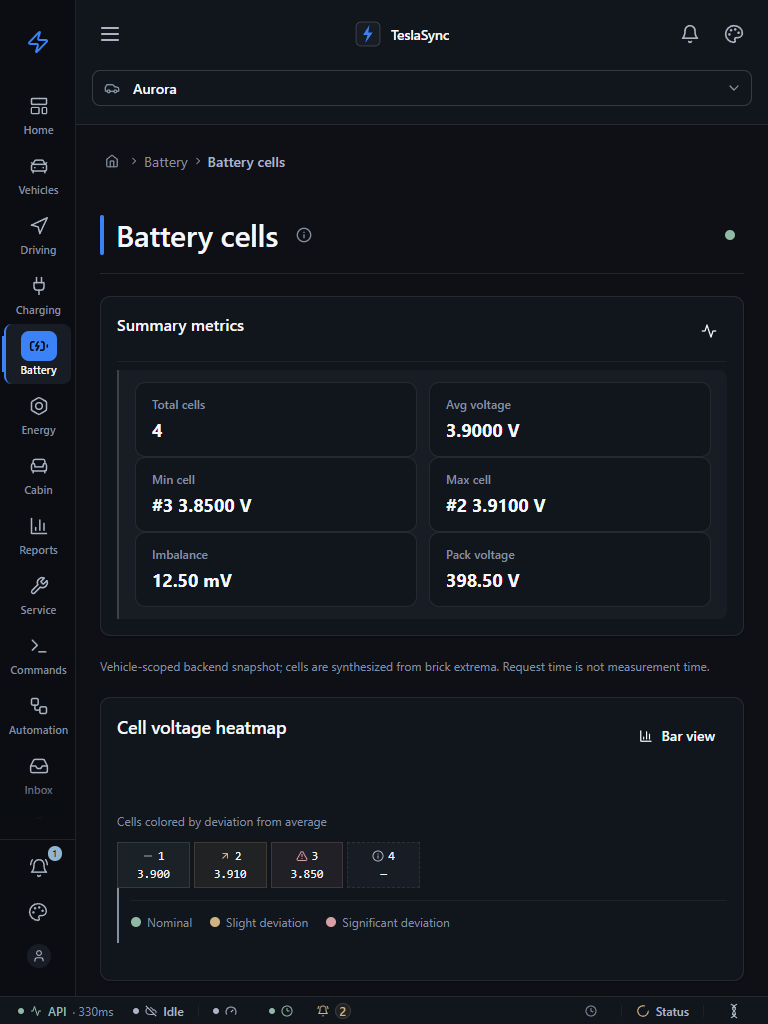 TeslaSync
Aurora
Home
Vehicles
Driving
Charging
Battery
Energy
Cabin
Reports
Service
Commands
Automation
Inbox
1
Battery
Battery cells
Battery cells
Summary metrics
Total cells
4
Avg voltage
3.9000 V
Min cell
#3 3.8500 V
Max cell
#2 3.9100 V
Imbalance
12.50 mV
Pack voltage
398.50 V
Vehicle-scoped backend snapshot; cells are synthesized from brick extrema. Request time is not measurement time.
Cell voltage heatmap
Bar view
Cells colored by deviation from average
1
3.900
2
3.910
3
3.850
4
—
Nominal
Slight deviation
Significant deviation
API · 330ms
Idle
2
Status